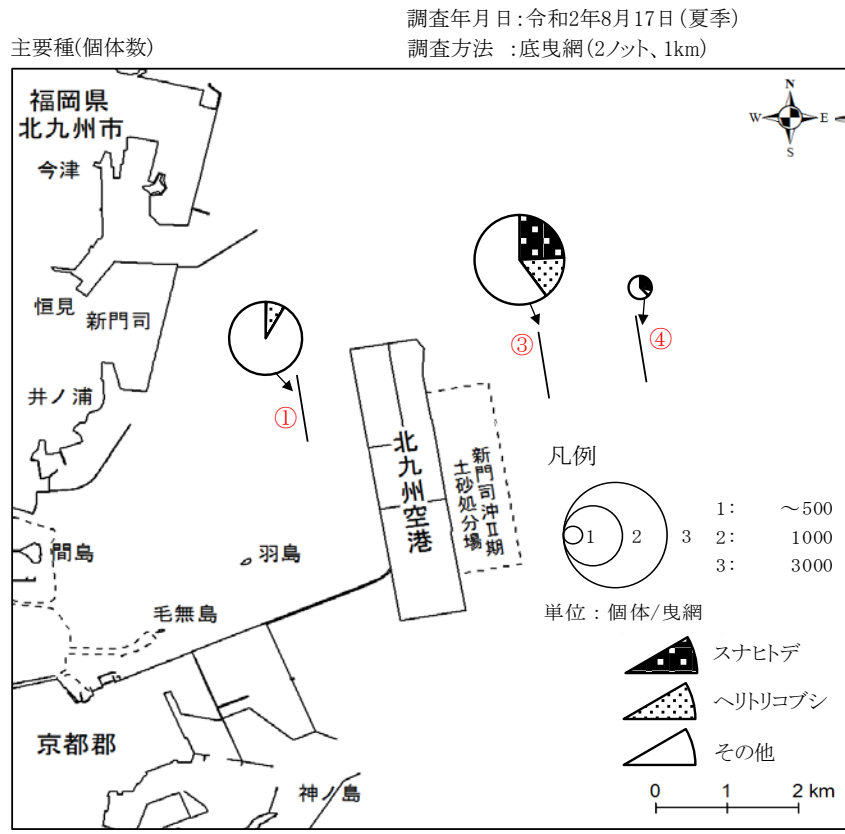 調査年月日:令和2年8月17日(夏季)
主要種(個体数)
調査方法 :底曳網(2ノット、1km)
福岡県
北九州市
今津
恒見
新門司
井ノ浦
間島
羽島
毛無島
京都郡
神ノ島
北九州空港
新門司沖Ⅱ期
土砂処分場
N
W
E
S
①
③
④
凡例
1
2
3
1: ~500
2: 1000
3: 3000
単位:個体/曳網
スナヒトデ
ヘリトリコブシ
その他
0 1 2 km